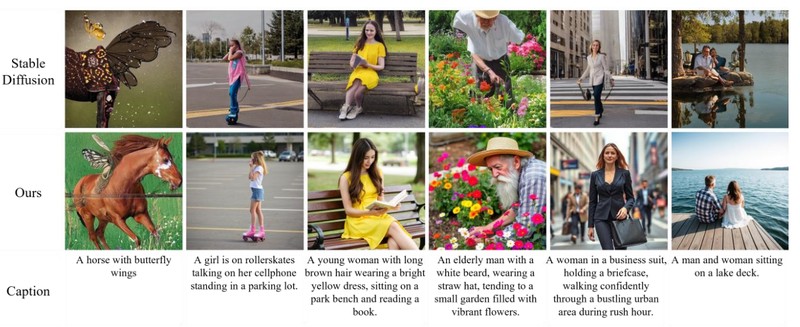 Stable
Diffusion
Ours
Caption
A horse with butterfly
wings
A girl is on rollerskates
talking on her cellphone
standing in a parking lot.
A young woman with long
brown hair wearing a bright
yellow dress, sitting on a
park bench and reading a
book.
An elderly man with a
white beard, wearing a
straw hat, tending to a
small garden filled with
vibrant flowers.
A woman in a business suit,
holding a briefcase,
walking confidently
through a bustling urban
area during rush hour.
A man and woman sitting
on a lake deck.